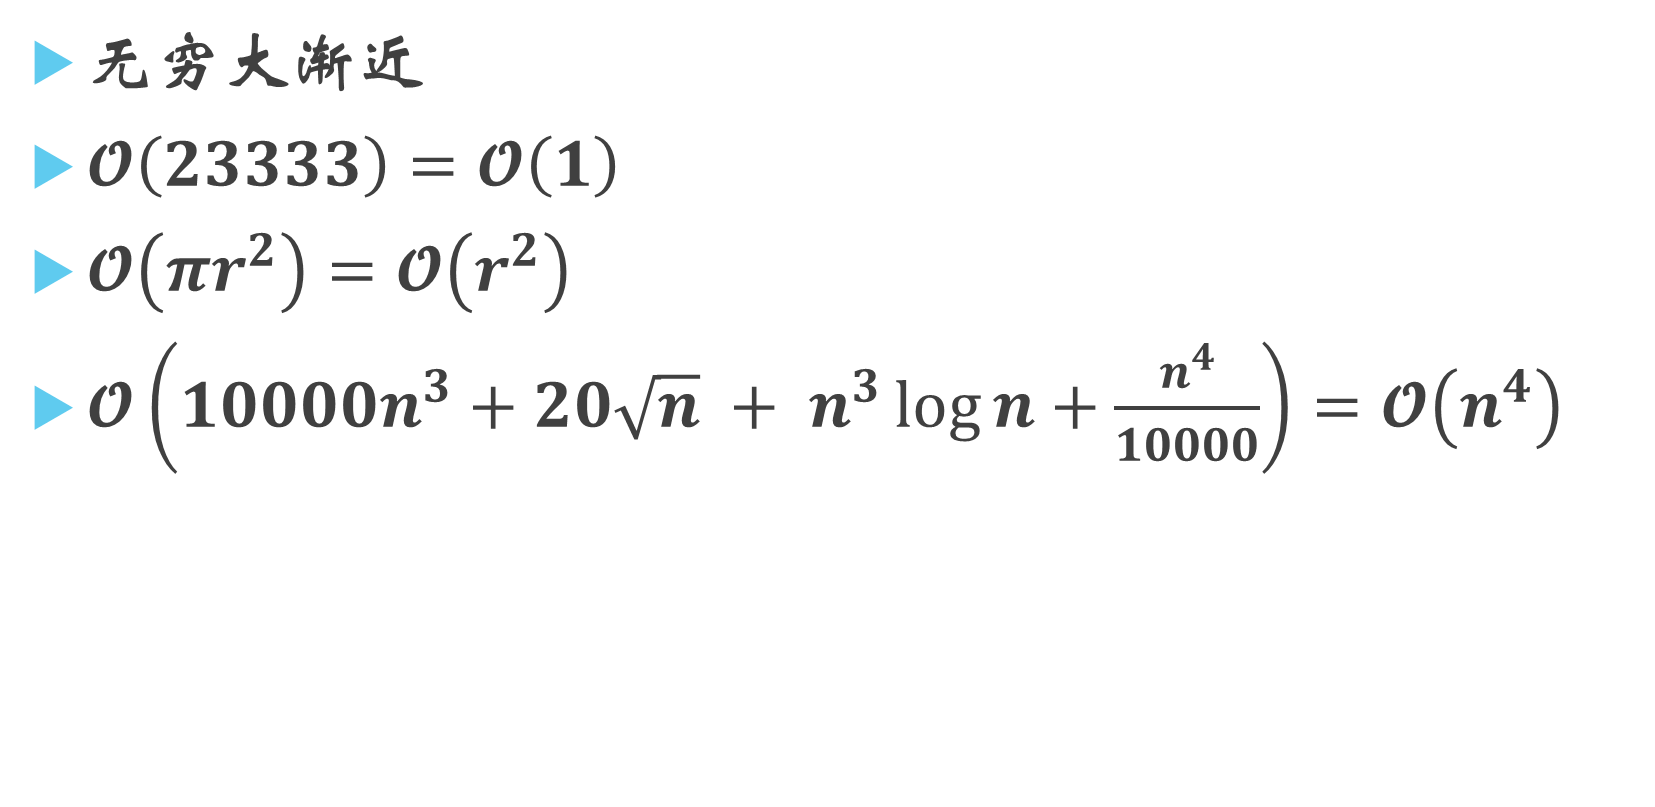 无穷大渐近
𝒪(23333) = 𝒪(1)
𝒪(πr²) = 𝒪(r²)
𝒪(10000n³ + 20√n + n³ log n + n⁴/10000) = 𝒪(n⁴)